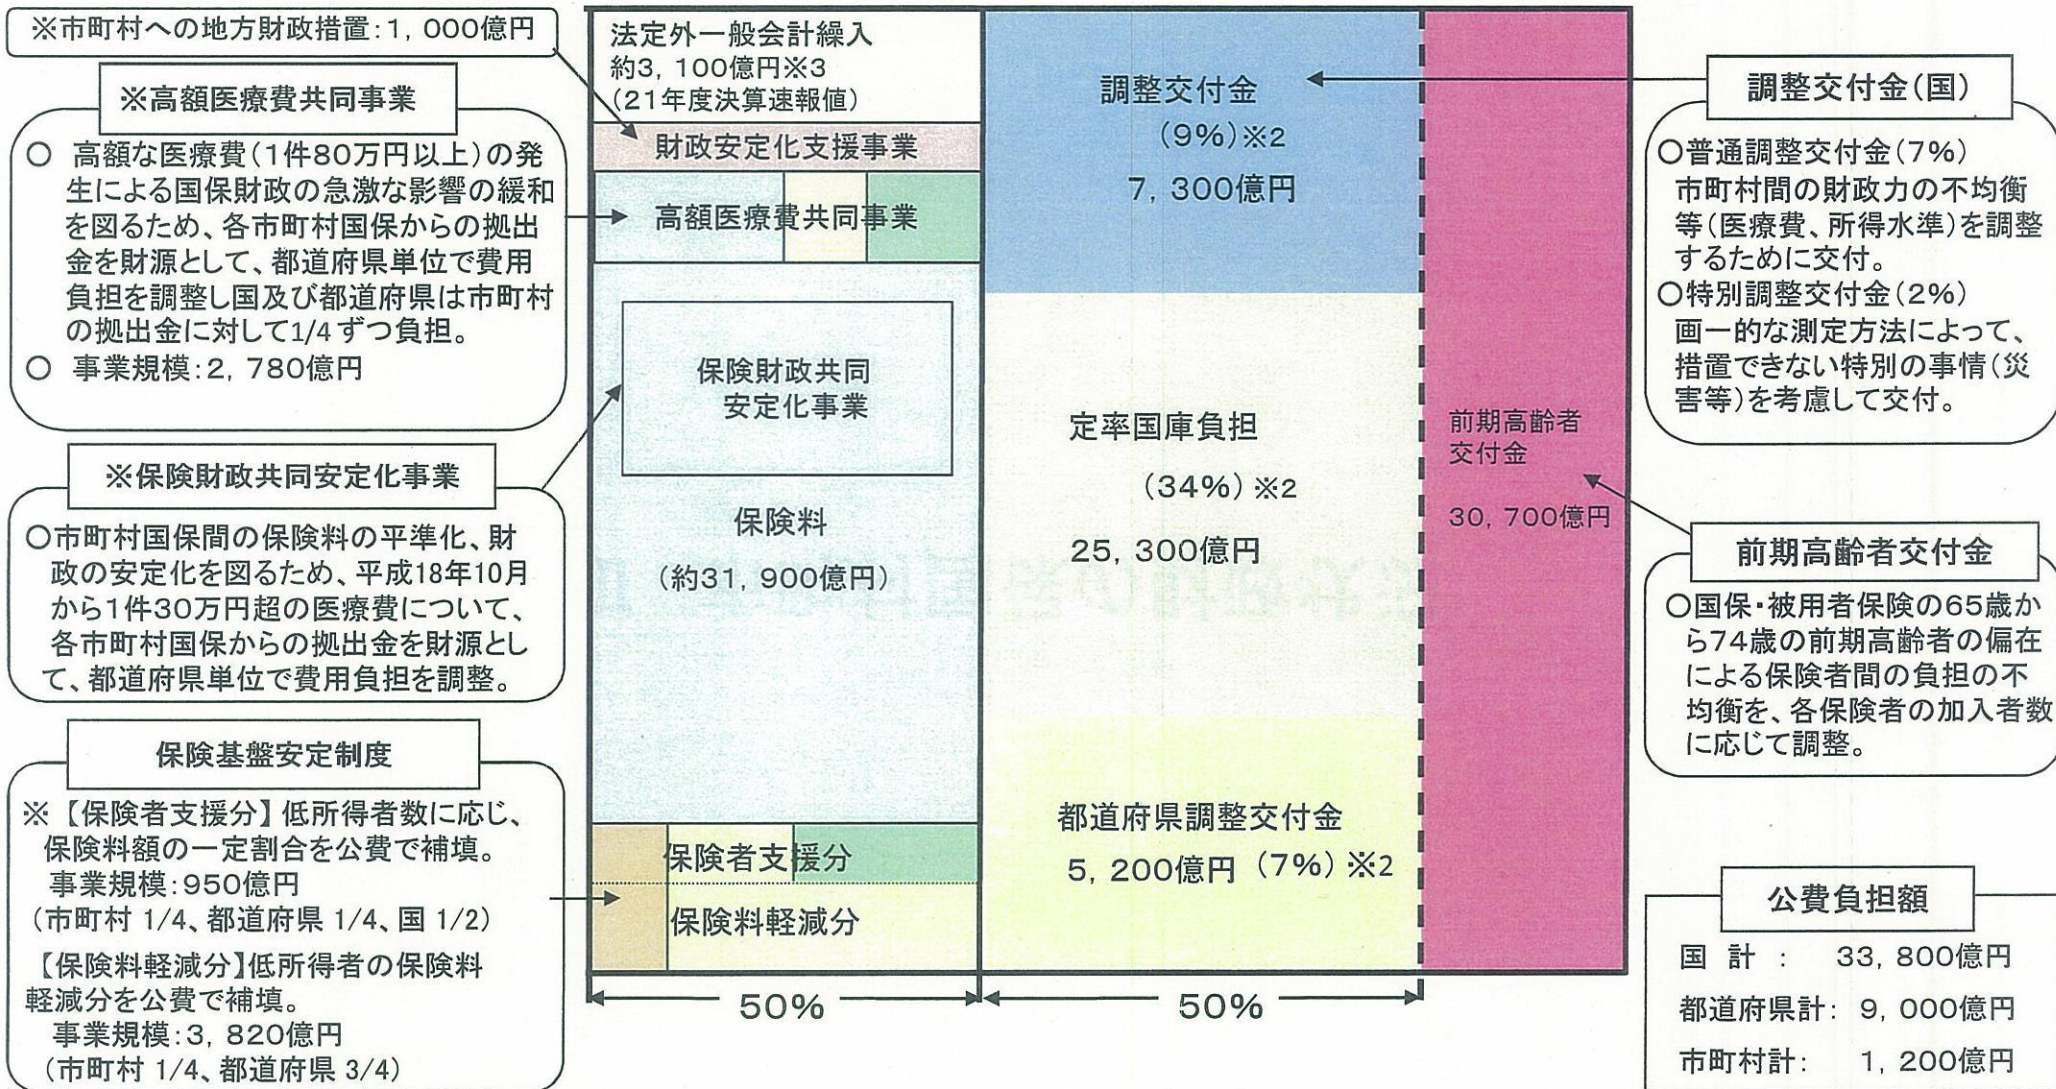 ※市町村への地方財政措置:1,000億円
※高額医療費共同事業
○ 高額な医療費(1件80万円以上)の発
生による国保財政の急激な影響の緩和
を図るため、各市町村国保からの拠出
金を財源として、都道府県単位で費用
負担を調整し国及び都道府県は市町村
の拠出金に対して1/4ずつ負担。
○ 事業規模:2,780億円
※保険財政共同安定化事業
○市町村国保間の保険料の平準化、財
政の安定化を図るため、平成18年10月
から1件30万円超の医療費について、
各市町村国保からの拠出金を財源とし
て、都道府県単位で費用負担を調整。
保険基盤安定制度
※【保険者支援分】低所得者数に応じ、
保険料額の一定割合を公費で補填。
事業規模:950億円
(市町村 1/4、都道府県 1/4、国 1/2)
【保険料軽減分】低所得者の保険料
軽減分を公費で補填。
事業規模:3,820億円
(市町村 1/4、都道府県 3/4)
法定外一般会計繰入
約3,100億円※3
(21年度決算速報値)
財政安定化支援事業
高額医療費共同事業
保険財政共同
安定化事業
保険料
(約31,900億円)
保険者支援分
保険料軽減分
50%
調整交付金
(9%)※2
7,300億円
定率国庫負担
(34%)※2
25,300億円
都道府県調整交付金
5,200億円(7%)※2
50%
前期高齢者
交付金
30,700億円
調整交付金(国)
○普通調整交付金(7%)
市町村間の財政力の不均衡
等(医療費、所得水準)を調整
するために交付。
○特別調整交付金(2%)
画一的な測定方法によって、
措置できない特別の事情(災
害等)を考慮して交付。
前期高齢者交付金
○国保・被用者保険の65歳か
ら74歳の前期高齢者の偏在
による保険者間の負担の不
均衡を、各保険者の加入者数
に応じて調整。
公費負担額
国 計 : 33,800億円
都道府県計: 9,000億円
市町村計: 1,200億円